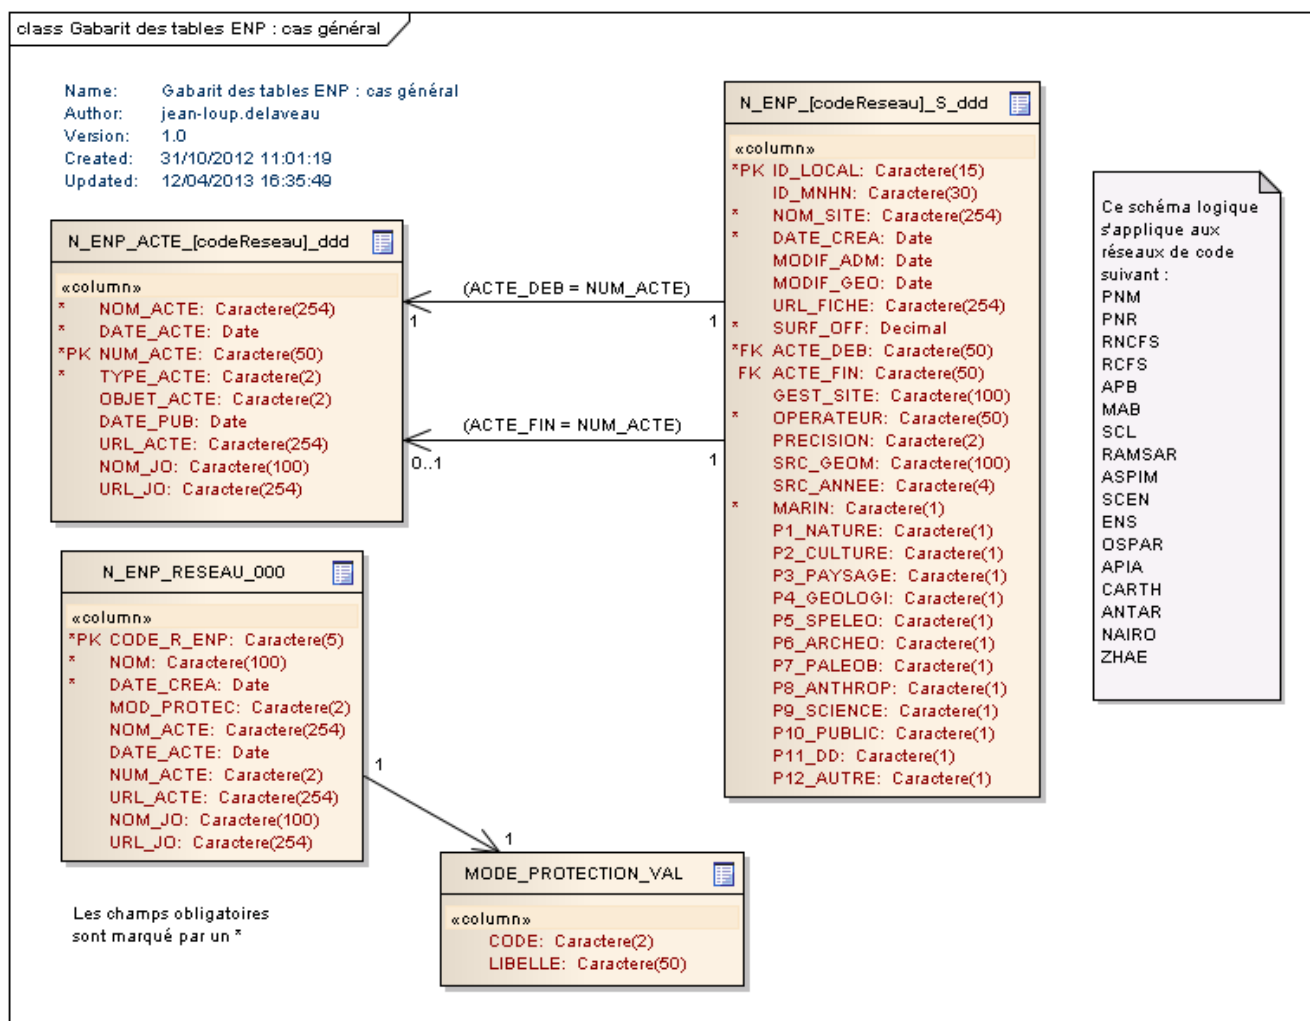 class Gabarit des tables ENP : cas général
Name: Gabarit des tables ENP : cas général
Author: jean-loup.delaveau
Version: 1.0
Created: 31/10/2012 11:01:19
Updated: 12/04/2013 16:35:49
N_ENP_ACTE_[codeReseau]_ddd
«column»
* NOM_ACTE: Caractere(254)
* DATE_ACTE: Date
*PK NUM_ACTE: Caractere(50)
* TYPE_ACTE: Caractere(2)
OBJET_ACTE: Caractere(2)
DATE_PUB: Date
URL_ACTE: Caractere(254)
NOM_JO: Caractere(100)
URL_JO: Caractere(254)
(ACTE_DEB = NUM_ACTE)
1
1
(ACTE_FIN = NUM_ACTE)
0..1
1
N_ENP_[codeReseau]_S_ddd
«column»
*PK ID_LOCAL: Caractere(15)
ID_MNHN: Caractere(30)
* NOM_SITE: Caractere(254)
* DATE_CREA: Date
MODIF_ADM: Date
MODIF_GEO: Date
URL_FICHE: Caractere(254)
* SURF_OFF: Decimal
*FK ACTE_DEB: Caractere(50)
FK ACTE_FIN: Caractere(50)
GEST_SITE: Caractere(100)
* OPERATEUR: Caractere(50)
PRECISION: Caractere(2)
SRC_GEOM: Caractere(100)
SRC_ANNEE: Caractere(4)
* MARIN: Caractere(1)
P1_NATURE: Caractere(1)
P2_CULTURE: Caractere(1)
P3_PAYSAGE: Caractere(1)
P4_GEOLOGI: Caractere(1)
P5_SPELEO: Caractere(1)
P6_ARCHEO: Caractere(1)
P7_PALEOB: Caractere(1)
P8_ANTHROP: Caractere(1)
P9_SCIENCE: Caractere(1)
P10_PUBLIC: Caractere(1)
P11_DD: Caractere(1)
P12_AUTRE: Caractere(1)
Ce schéma logique
s'applique aux
réseaux de code
suivant :
PNM
PNR
RNCFS
RCFS
APB
MAB
SCL
RAMSAR
ASPIM
SCEN
ENS
OSPAR
APIA
CARTH
ANTAR
NAIRO
ZHAE
N_ENP_RESEAU_000
«column»
*PK CODE_R_ENP: Caractere(5)
* NOM: Caractere(100)
* DATE_CREA: Date
MOD_PROTEC: Caractere(2)
NOM_ACTE: Caractere(254)
DATE_ACTE: Date
NUM_ACTE: Caractere(2)
URL_ACTE: Caractere(254)
NOM_JO: Caractere(100)
URL_JO: Caractere(254)
1
1
MODE_PROTECTION_VAL
«column»
CODE: Caractere(2)
LIBELLE: Caractere(50)
Les champs obligatoires
sont marqué par un *